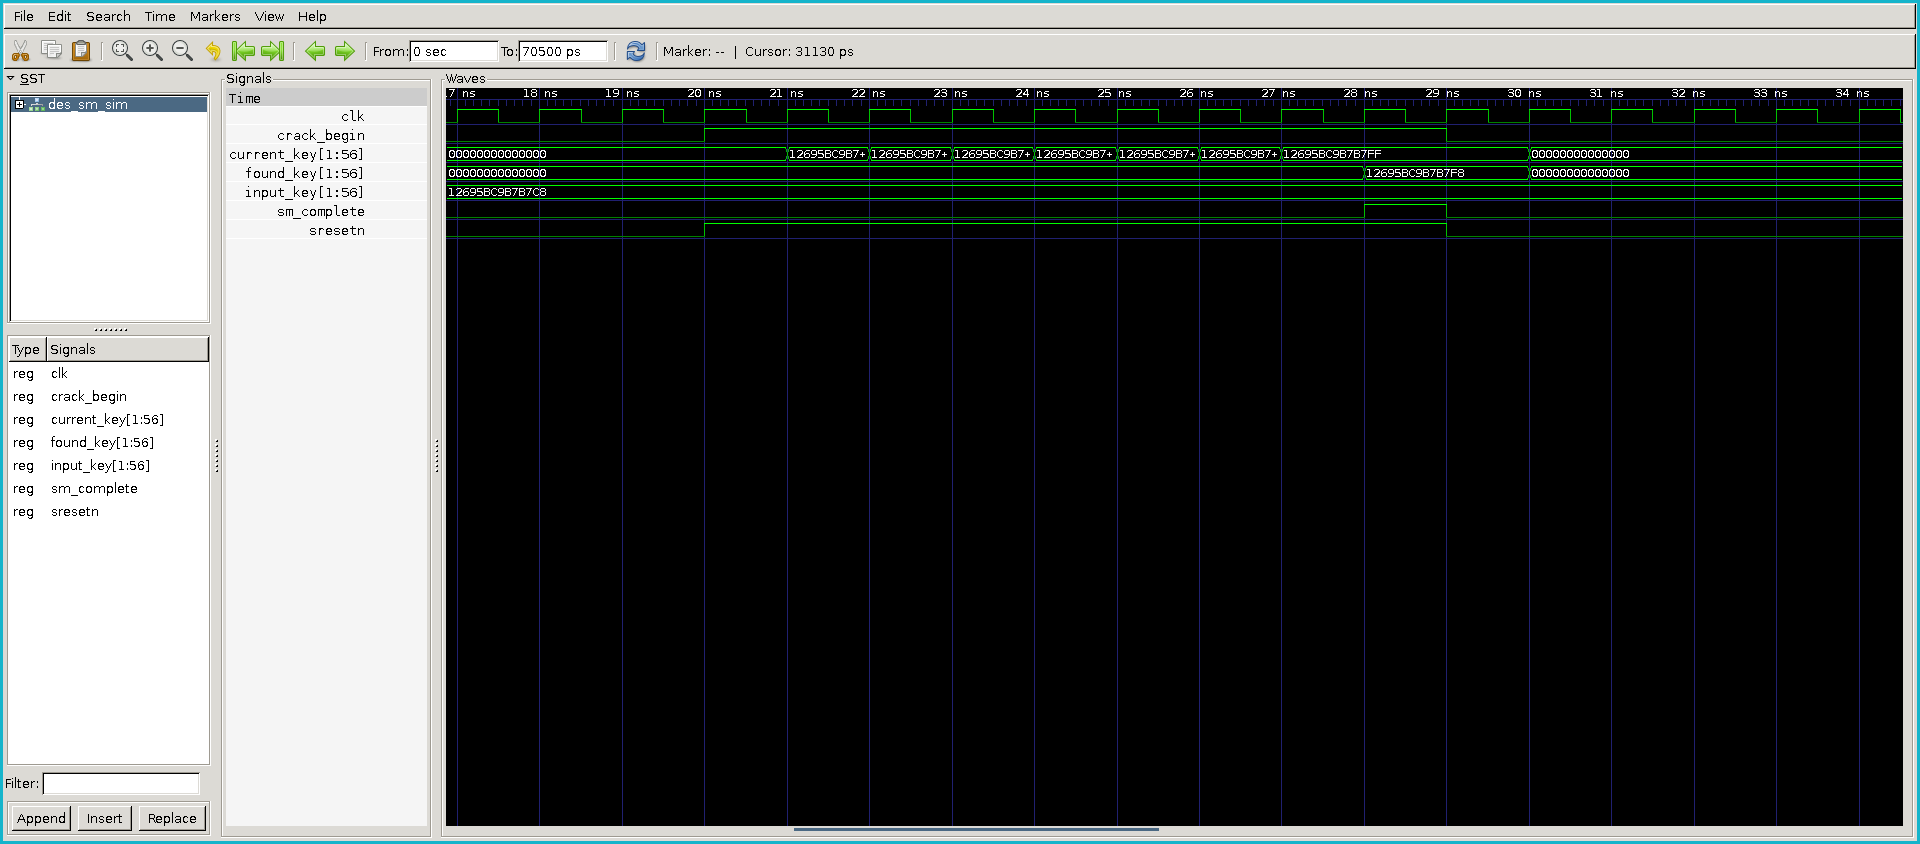 File Edit Search Time Markers View Help
From: 0 sec To: 70500 ps Marker: -- | Cursor: 31130 ps
SST
des_sm_sim
Type Signals
reg clk
reg crack_begin
reg current_key[1:56]
reg found_key[1:56]
reg input_key[1:56]
reg sm_complete
reg sresetn
Filter:
Append Insert Replace
Signals
Time
clk
crack_begin
current_key[1:56]
found_key[1:56]
input_key[1:56]
sm_complete
sresetn
Waves
17 ns 18 ns 19 ns 20 ns 21 ns 22 ns 23 ns 24 ns 25 ns 26 ns 27 ns 28 ns 29 ns 30 ns 31 ns 32 ns 33 ns 34 ns
00000000000000 12695BC9B7+ 12695BC9B7+ 12695BC9B7+ 12695BC9B7+ 12695BC9B7+ 12695BC9B7+ 12695BC9B7B7FF 00000000000000
00000000000000 12695BC9B7B7F8 00000000000000
12695BC9B7B7C8